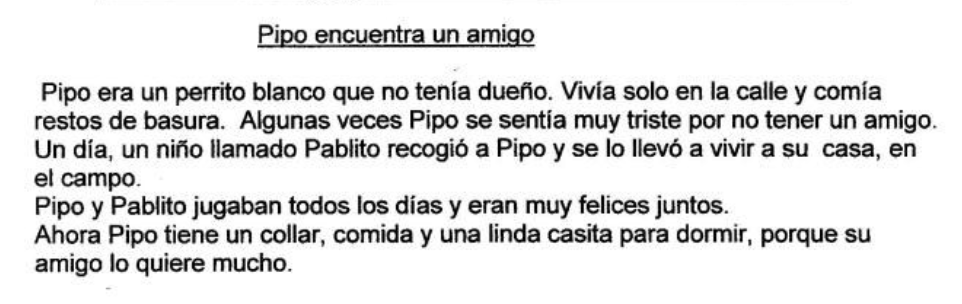 Pipo encuentra un amigo
Pipo era un perrito blanco que no tenía dueño. Vivía solo en la calle y comía
restos de basura. Algunas veces Pipo se sentía muy triste por no tener un amigo.
Un día, un niño llamado Pablito recogió a Pipo y se lo llevó a vivir a su casa, en
el campo.
Pipo y Pablito jugaban todos los días y eran muy felices juntos.
Ahora Pipo tiene un collar, comida y una linda casita para dormir, porque su
amigo lo quiere mucho.